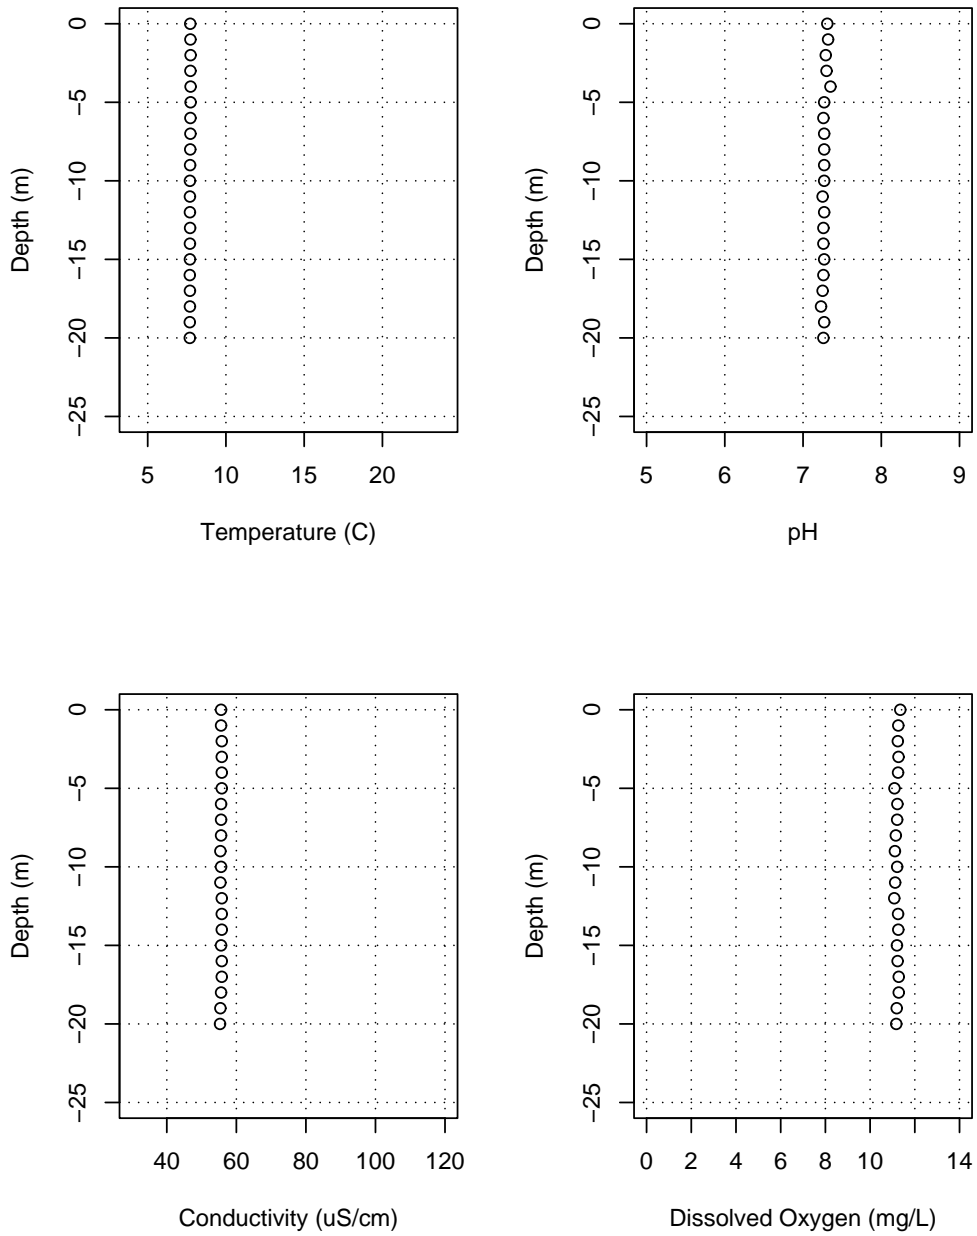 0
−5
−10
−15
−20
−25
Depth (m)
5 10 15 20
Temperature (C)
0
−5
−10
−15
−20
−25
Depth (m)
5 6 7 8 9
pH
0
−5
−10
−15
−20
−25
Depth (m)
40 60 80 100 120
Conductivity (uS/cm)
0
−5
−10
−15
−20
−25
Depth (m)
0 2 4 6 8 10 14
Dissolved Oxygen (mg/L)